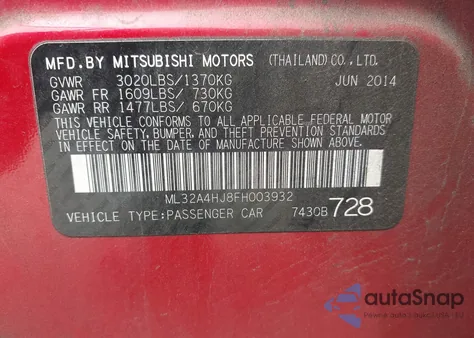 MFD. BY MITSUBISHI MOTORS (THAILAND) CO., LTD.
GVWR 3020LBS/1370KG JUN 2014
GAWR FR 1609LBS/ 730KG
GAWR RR 1477LBS/ 670KG
THIS VEHICLE CONFORMS TO ALL APPLICABLE FEDERAL MOTOR
VEHICLE SAFETY, BUMPER, AND THEFT PREVENTION STANDARDS
IN EFFECT ON THE DATE OF MANUFACTURE SHOWN ABOVE.
ML32A4HJ8FH003932
VEHICLE TYPE:PASSENGER CAR 7430B 728
autoSnap